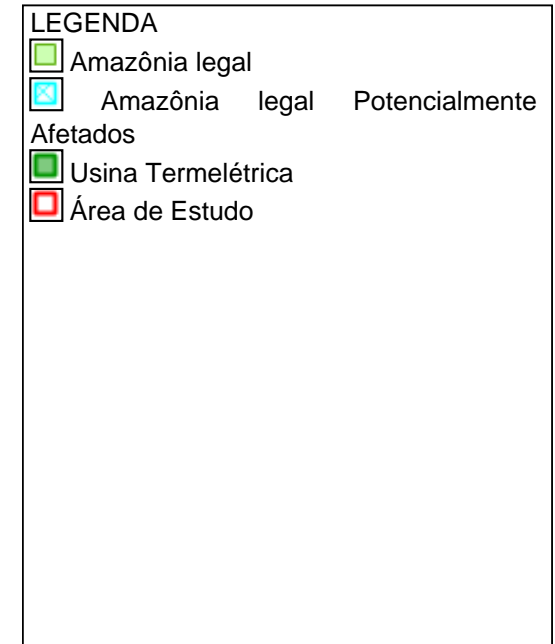 LEGENDA
Amazônia legal
Amazônia legal Potencialmente
Afetados
Usina Termelétrica
Área de Estudo